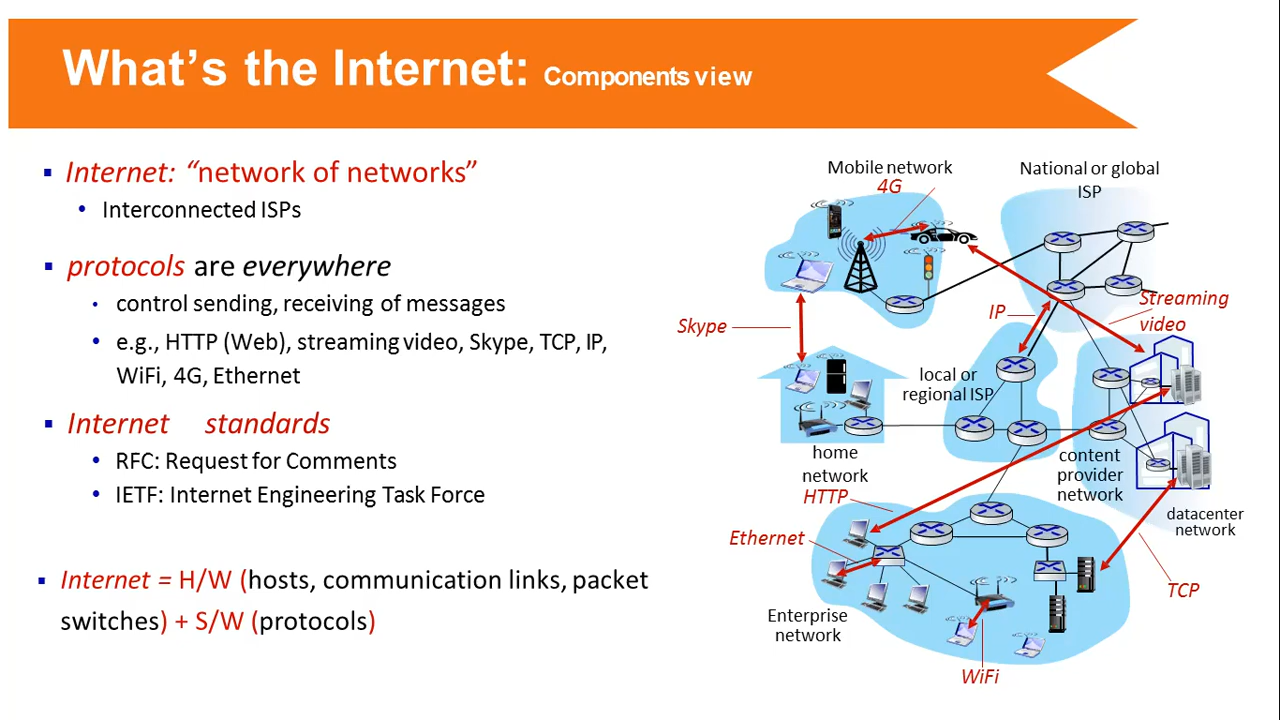 What's the Internet: Components view
Internet: “network of networks”
Interconnected ISPs
protocols are everywhere
control sending, receiving of messages
e.g., HTTP (Web), streaming video, Skype, TCP, IP,
WiFi, 4G, Ethernet
Internet standards
RFC: Request for Comments
IETF: Internet Engineering Task Force
Internet = H/W (hosts, communication links, packet
switches) + S/W (protocols)
Mobile network
4G
National or global
ISP
Skype
IP
Streaming
video
local or
regional ISP
home
network
content
provider
network
HTTP
datacenter
network
Ethernet
TCP
Enterprise
network
WiFi